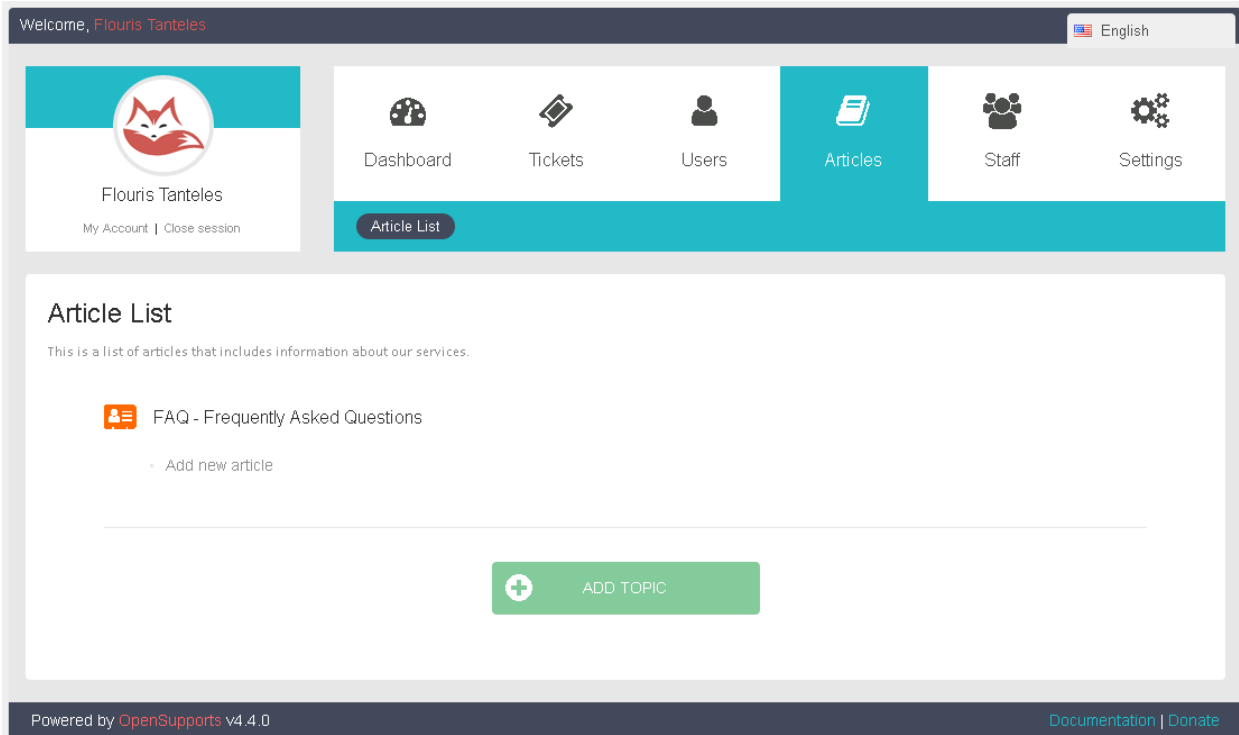 Welcome, Flouris Tanteles
English
Flouris Tanteles
My Account | Close session
Dashboard
Tickets
Users
Articles
Staff
Settings
Article List
Article List
This is a list of articles that includes information about our services.
FAQ - Frequently Asked Questions
Add new article
ADD TOPIC
Powered by OpenSupports v4.4.0
Documentation | Donate